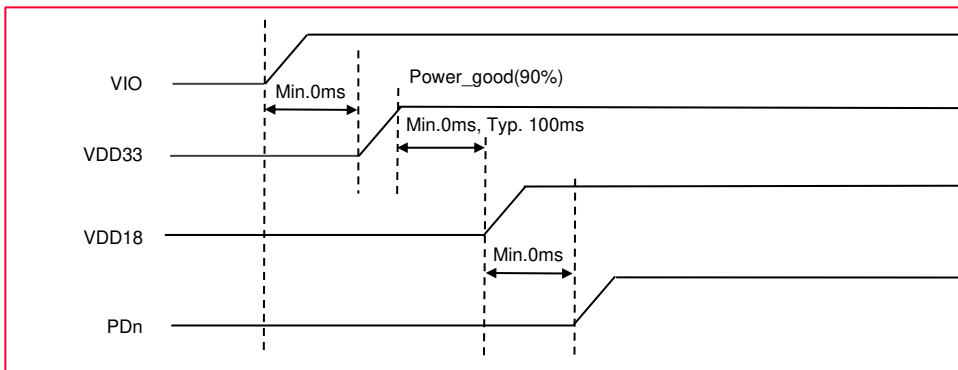 VIO
Power_good(90%)
Min.0ms
Min.0ms, Typ. 100ms
VDD33
VDD18
Min.0ms
PDn